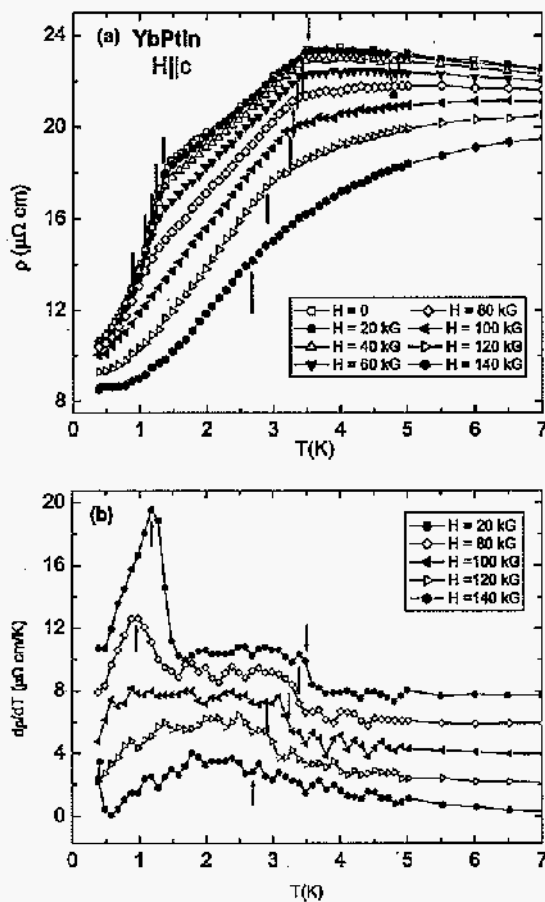 (a) YbPtIn
H||c
24
20
16
12
8
ρ (μΩ cm)
H = 0
H = 20 kG
H = 40 kG
H = 60 kG
H = 80 kG
H = 100 kG
H = 120 kG
H = 140 kG
0 1 2 3 4 5 6 7
T(K)
(b)
20
16
12
8
4
0
dρ/dT (μΩ cm/K)
H = 20 kG
H = 80 kG
H =100 kG
H =120 kG
H =140 kG
0 1 2 3 4 5 6 7
T(K)